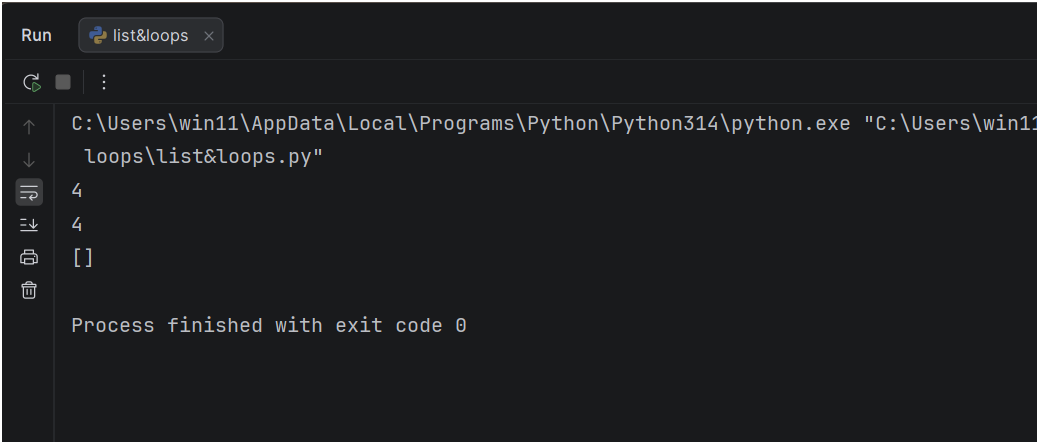 Run
list&loops
C:\Users\win11\AppData\Local\Programs\Python\Python314\python.exe "C:\Users\win11
loops\list&loops.py"
4
4
[]
Process finished with exit code 0